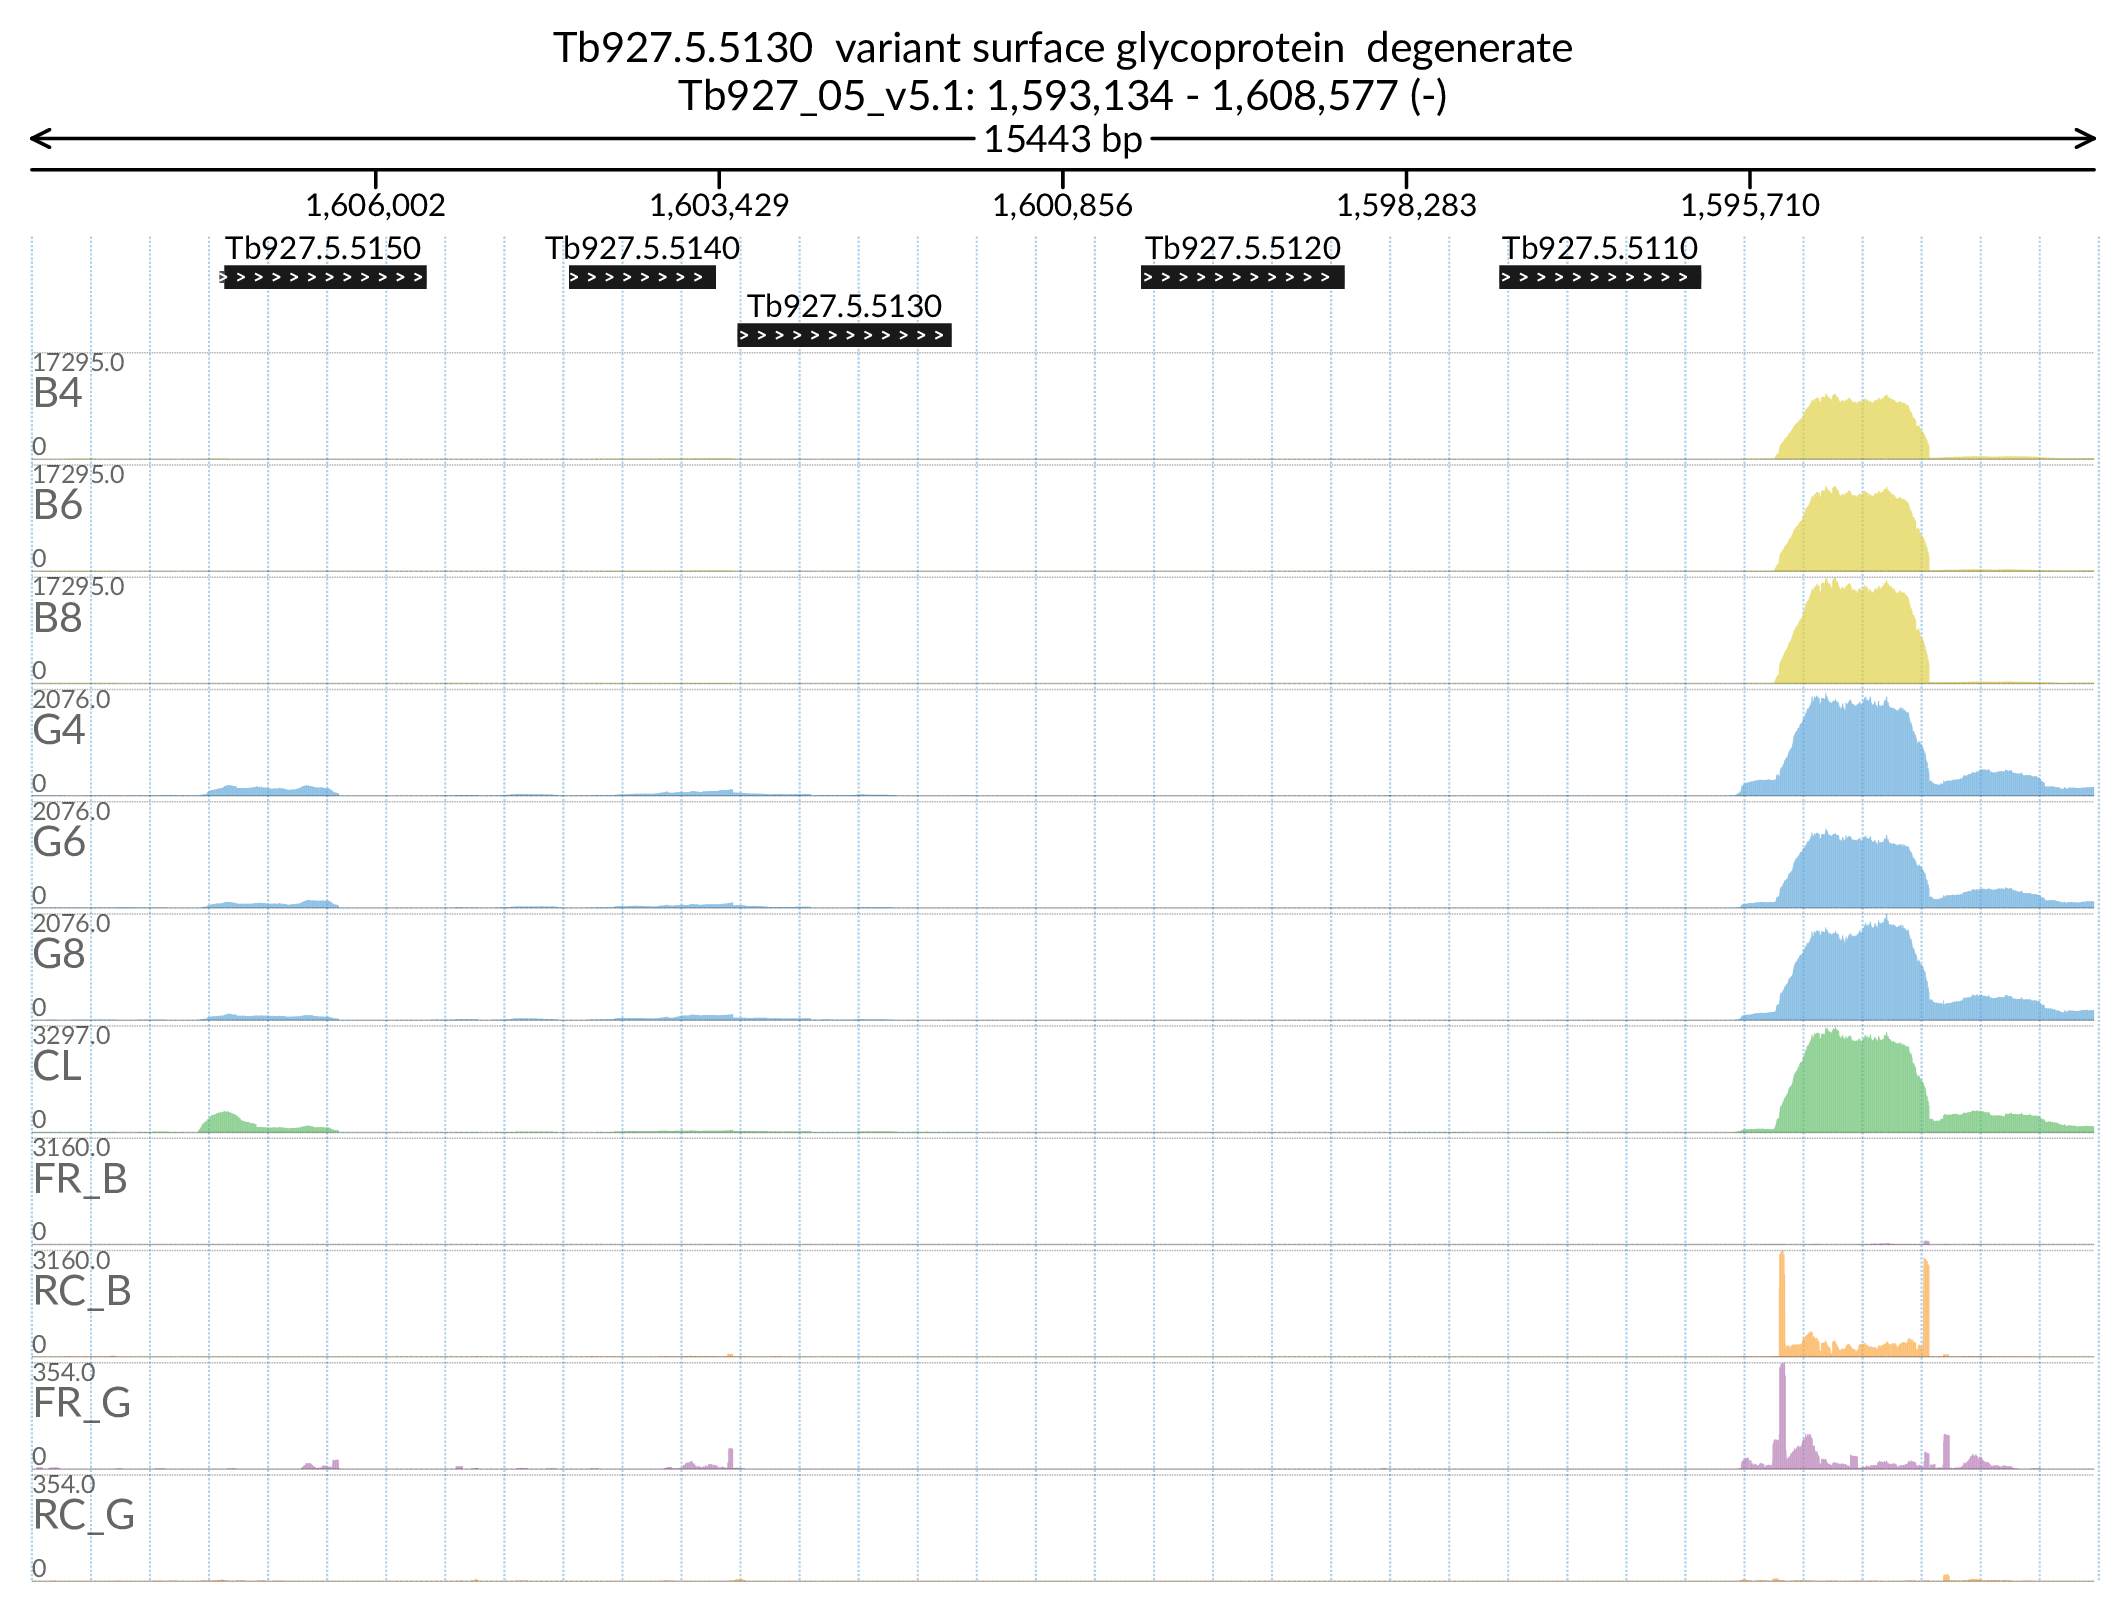 Tb927.5.5130  variant surface glycoprotein  degenerate
Tb927_05_v5.1: 1,593,134 - 1,608,577 (-)
15443 bp
1,606,002 1,603,429 1,600,856 1,598,283 1,595,710
Tb927.5.5150 Tb927.5.5140 Tb927.5.5120 Tb927.5.5110
Tb927.5.5130
17295.0
B4
0
17295.0
B6
0
17295.0
B8
0
2076.0
G4
0
2076.0
G6
0
2076.0
G8
0
3297.0
CL
0
3160.0
FR_B
0
3160.0
RC_B
0
354.0
FR_G
0
354.0
RC_G
0